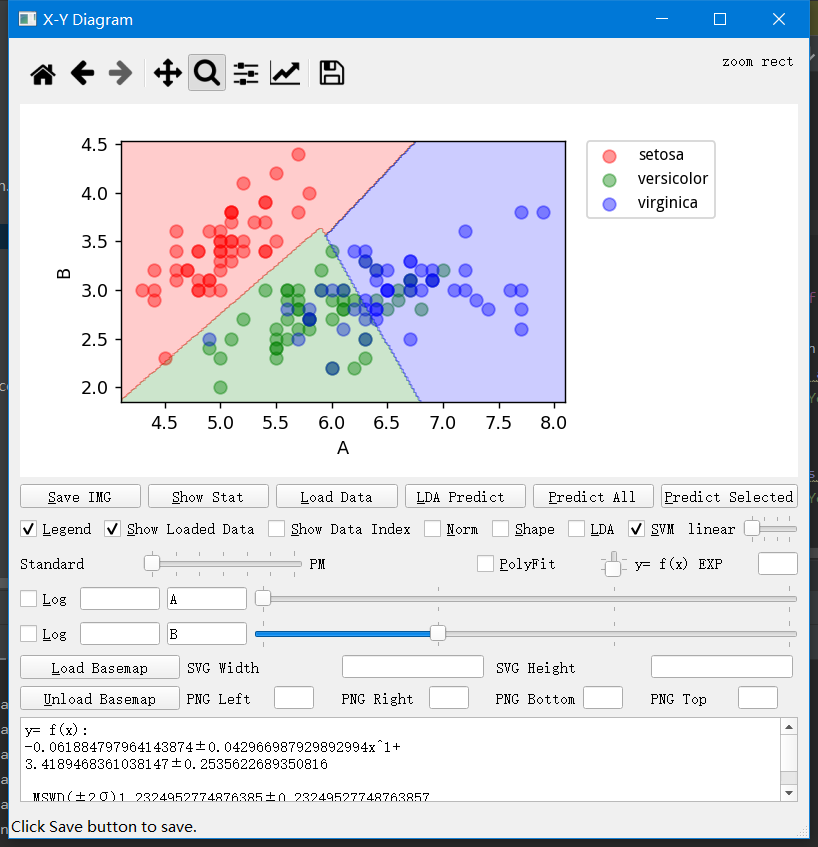 X-Y Diagram
zoom rect
4.5
4.0
3.5
3.0
2.5
2.0
B
4.5 5.0 5.5 6.0 6.5 7.0 7.5 8.0
A
setosa
versicolor
virginica
Save IMG Show Stat Load Data LDA Predict Predict All Predict Selected
Legend Show Loaded Data Show Data Index Norm Shape LDA SVM linear
Standard PM PolyFit y= f(x) EXP
Log A
Log B
Load Basemap SVG Width SVG Height
Unload Basemap PNG Left PNG Right PNG Bottom PNG Top
y= f(x):
-0.061884797964143874±0.042966987929892994x^1+
3.4189468361038147±0.2535622689350816
MSWD(±2σ)1.2324952774876385±0.23249527748763857
Click Save button to save.